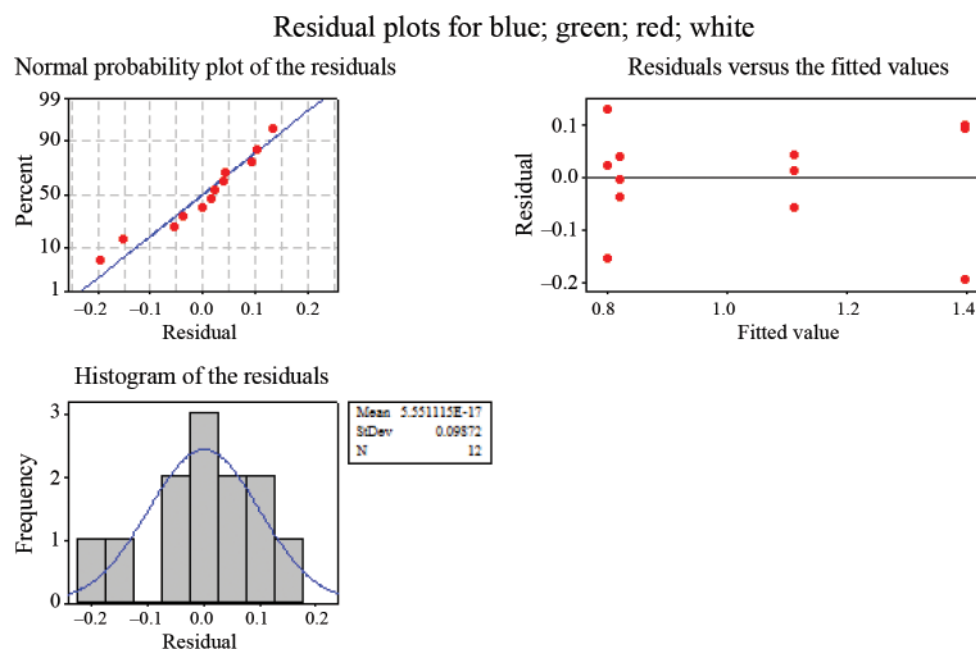 Residual plots for blue; green; red; white
Normal probability plot of the residuals
99
90
50
10
1
Percent
−0.2 −0.1 0.0 0.1 0.2
Residual
Residuals versus the fitted values
0.1
0.0
−0.1
−0.2
Residual
0.8 1.0 1.2 1.4
Fitted value
Histogram of the residuals
3
2
1
0
Frequency
−0.2 −0.1 0.0 0.1 0.2
Residual
Mean 5.551115E-17
StDev 0.09872
N 12